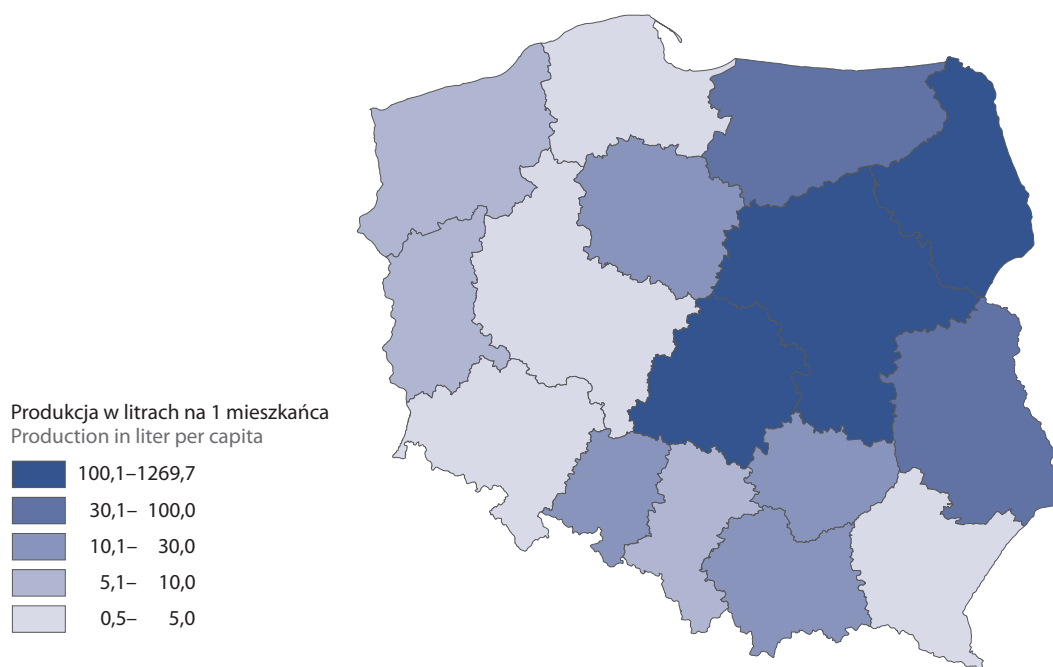 Produkcja w litrach na 1 mieszkańca
Production in liter per capita
100,1–1269,7
30,1– 100,0
10,1– 30,0
5,1– 10,0
0,5– 5,0